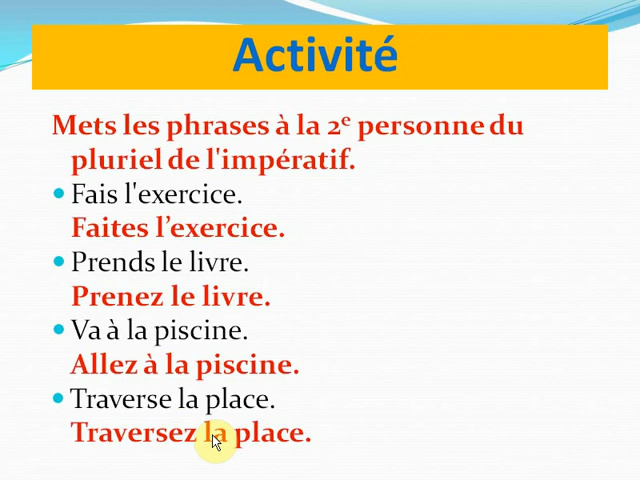 Activité
Mets les phrases à la 2e personne du
pluriel de l'impératif.
Fais l'exercice.
Faites l’exercice.
Prends le livre.
Prenez le livre.
Va à la piscine.
Allez à la piscine.
Traverse la place.
Traversez la place.